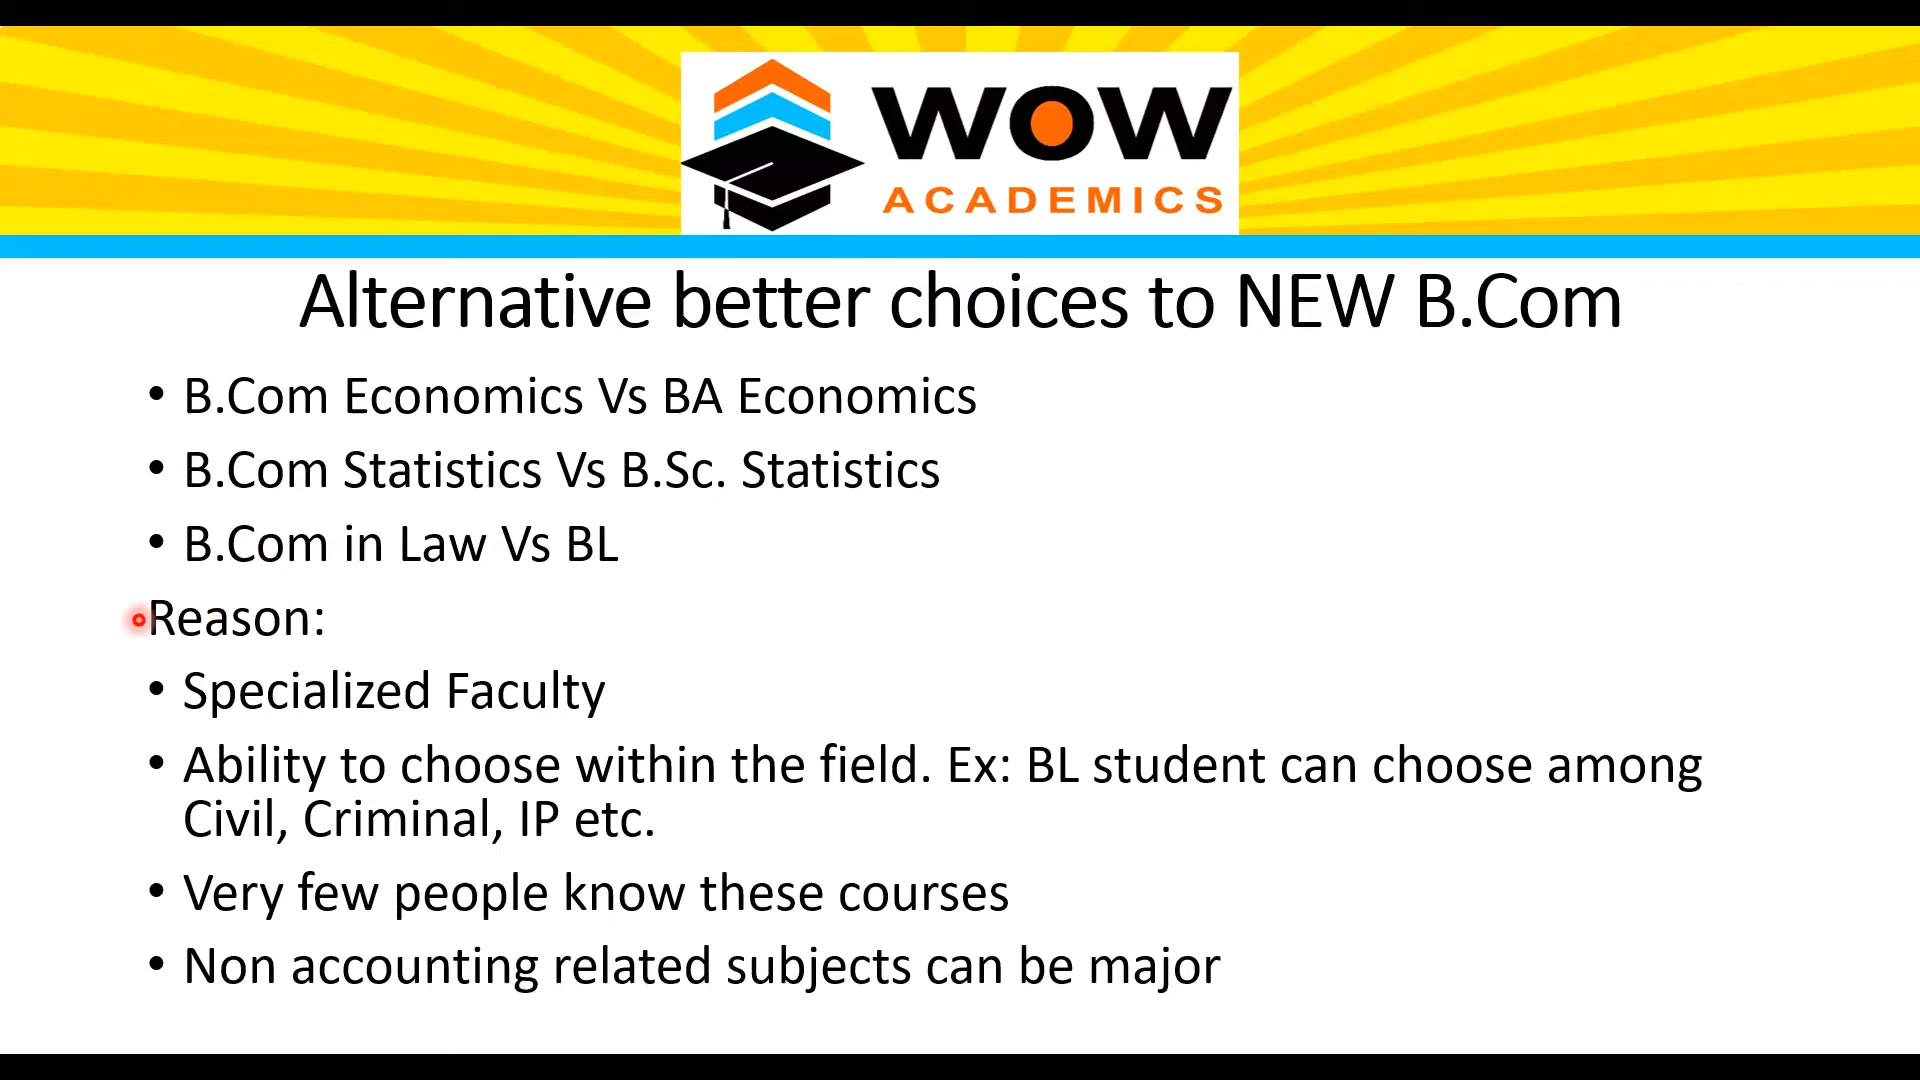 WOW
ACADEMICS
Alternative better choices to NEW B.Com
• B.Com Economics Vs BA Economics
• B.Com Statistics Vs B.Sc. Statistics
• B.Com in Law Vs BL
Reason:
• Specialized Faculty
• Ability to choose within the field. Ex: BL student can choose among
Civil, Criminal, IP etc.
• Very few people know these courses
• Non accounting related subjects can be major